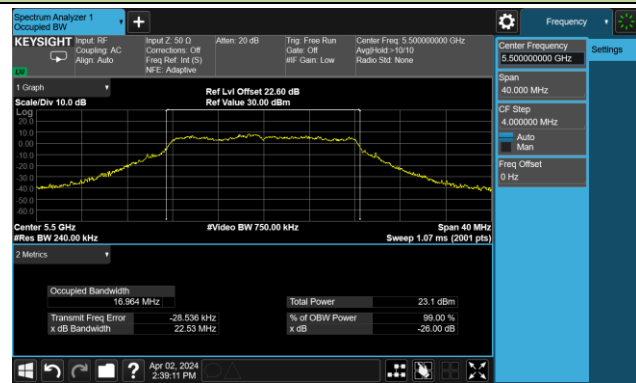 Spectrum Analyzer 1
Occupied BW
Frequency
KEYSIGHT
Input: RF
Coupling: AC
Align: Auto
Input Z: 50 Ω
Corrections: Off
Freq Ref: Int (S)
NFE: Adaptive
Atten: 20 dB
Trig: Free Run
Gate: Off
#IF Gain: Low
Center Freq: 5.500000000 GHz
Avg|Hold:>10/10
Radio Std: None
Center Frequency
5.500000000 GHz
Settings
Span
40.000 MHz
CF Step
4.000000 MHz
Auto
Man
Freq Offset
0 Hz
1 Graph
Scale/Div 10.0 dB
Ref Lvl Offset 22.60 dB
Ref Value 30.00 dBm
Log
20.0
10.0
0.00
-10.0
-20.0
-30.0
-40.0
-50.0
-60.0
Center 5.5 GHz
#Res BW 240.00 kHz
#Video BW 750.00 kHz
Span 40 MHz
Sweep 1.07 ms (2001 pts)
2 Metrics
Occupied Bandwidth
16.964 MHz
Total Power 23.1 dBm
Transmit Freq Error -28.536 kHz
% of OBW Power 99.00 %
x dB Bandwidth 22.53 MHz
x dB -26.00 dB
Apr 02, 2024
2:39:11 PM